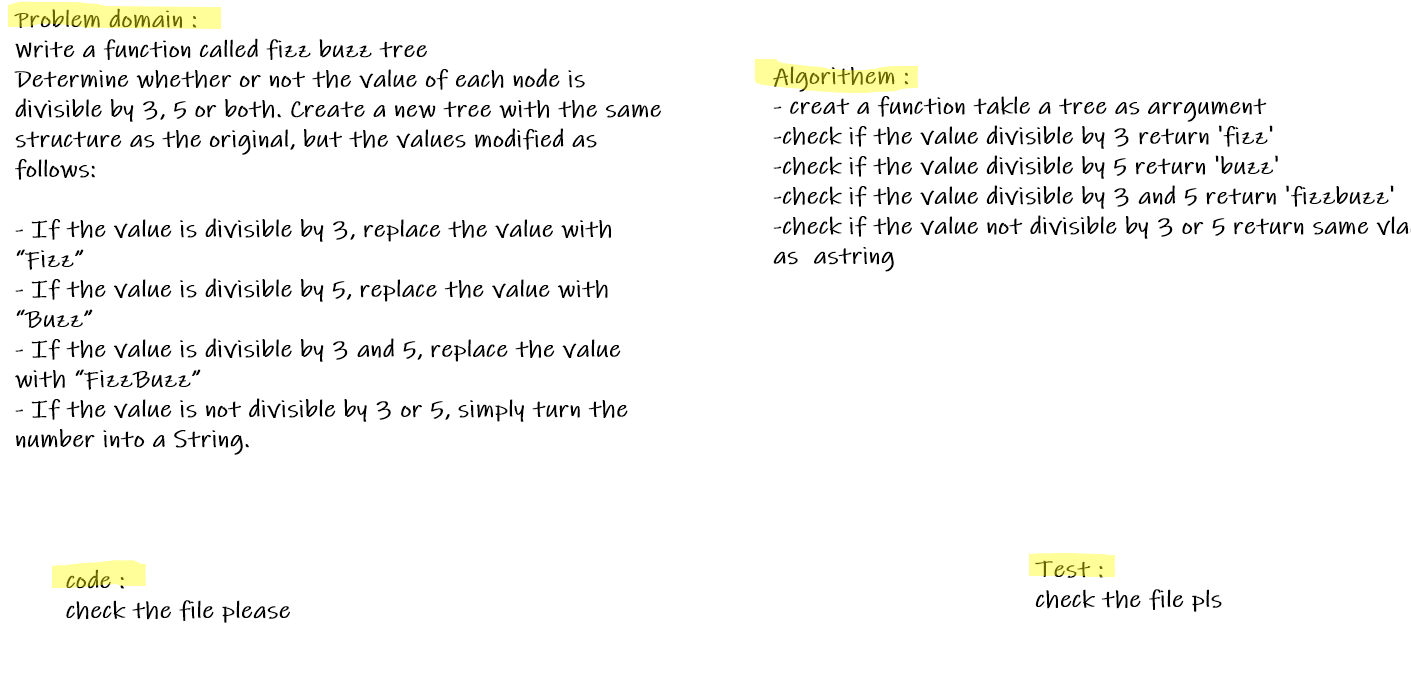 Problem domain :
Write a function called fizz buzz tree
Determine whether or not the value of each node is
divisible by 3, 5 or both. Create a new tree with the same
structure as the original, but the values modified as
follows:
- If the value is divisible by 3, replace the value with
“Fizz”
- If the value is divisible by 5, replace the value with
“Buzz”
- If the value is divisible by 3 and 5, replace the value
with “FizzBuzz”
- If the value is not divisible by 3 or 5, simply turn the
number into a String.
Algorithem :
- creat a function takle a tree as arrgument
-check if the value divisible by 3 return 'fizz'
-check if the value divisible by 5 return 'buzz'
-check if the value divisible by 3 and 5 return 'fizzbuzz'
-check if the value not divisible by 3 or 5 return same vla
as astring
code :
check the file please
Test :
check the file pls